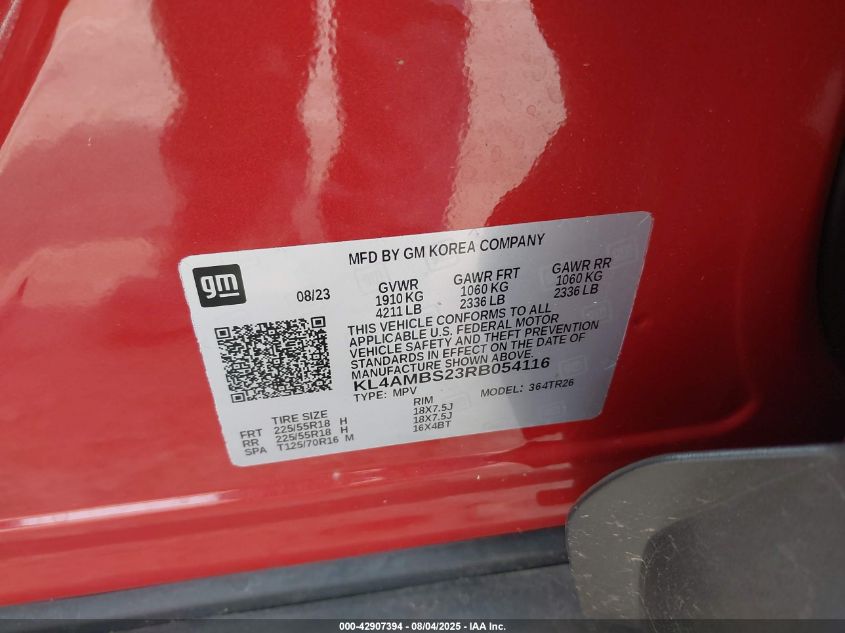 MFD BY GM KOREA COMPANY
gm
08/23
GVWR GAWR FRT GAWR RR
1910 KG 1060 KG 1060 KG
4211 LB 2336 LB 2336 LB
THIS VEHICLE CONFORMS TO ALL
APPLICABLE U.S. FEDERAL MOTOR
VEHICLE SAFETY AND THEFT PREVENTION
STANDARDS IN EFFECT ON THE DATE OF
MANUFACTURE SHOWN ABOVE.
KL4AMBS23RB054116
TYPE: MPV MODEL: 364TR26
TIRE SIZE RIM
FRT 225/55R18 H 18X7.5J
RR 225/55R18 H 18X7.5J
SPA T125/70R16 M 16X4BT
000-42907394 - 08/04/2025 - IAA Inc.